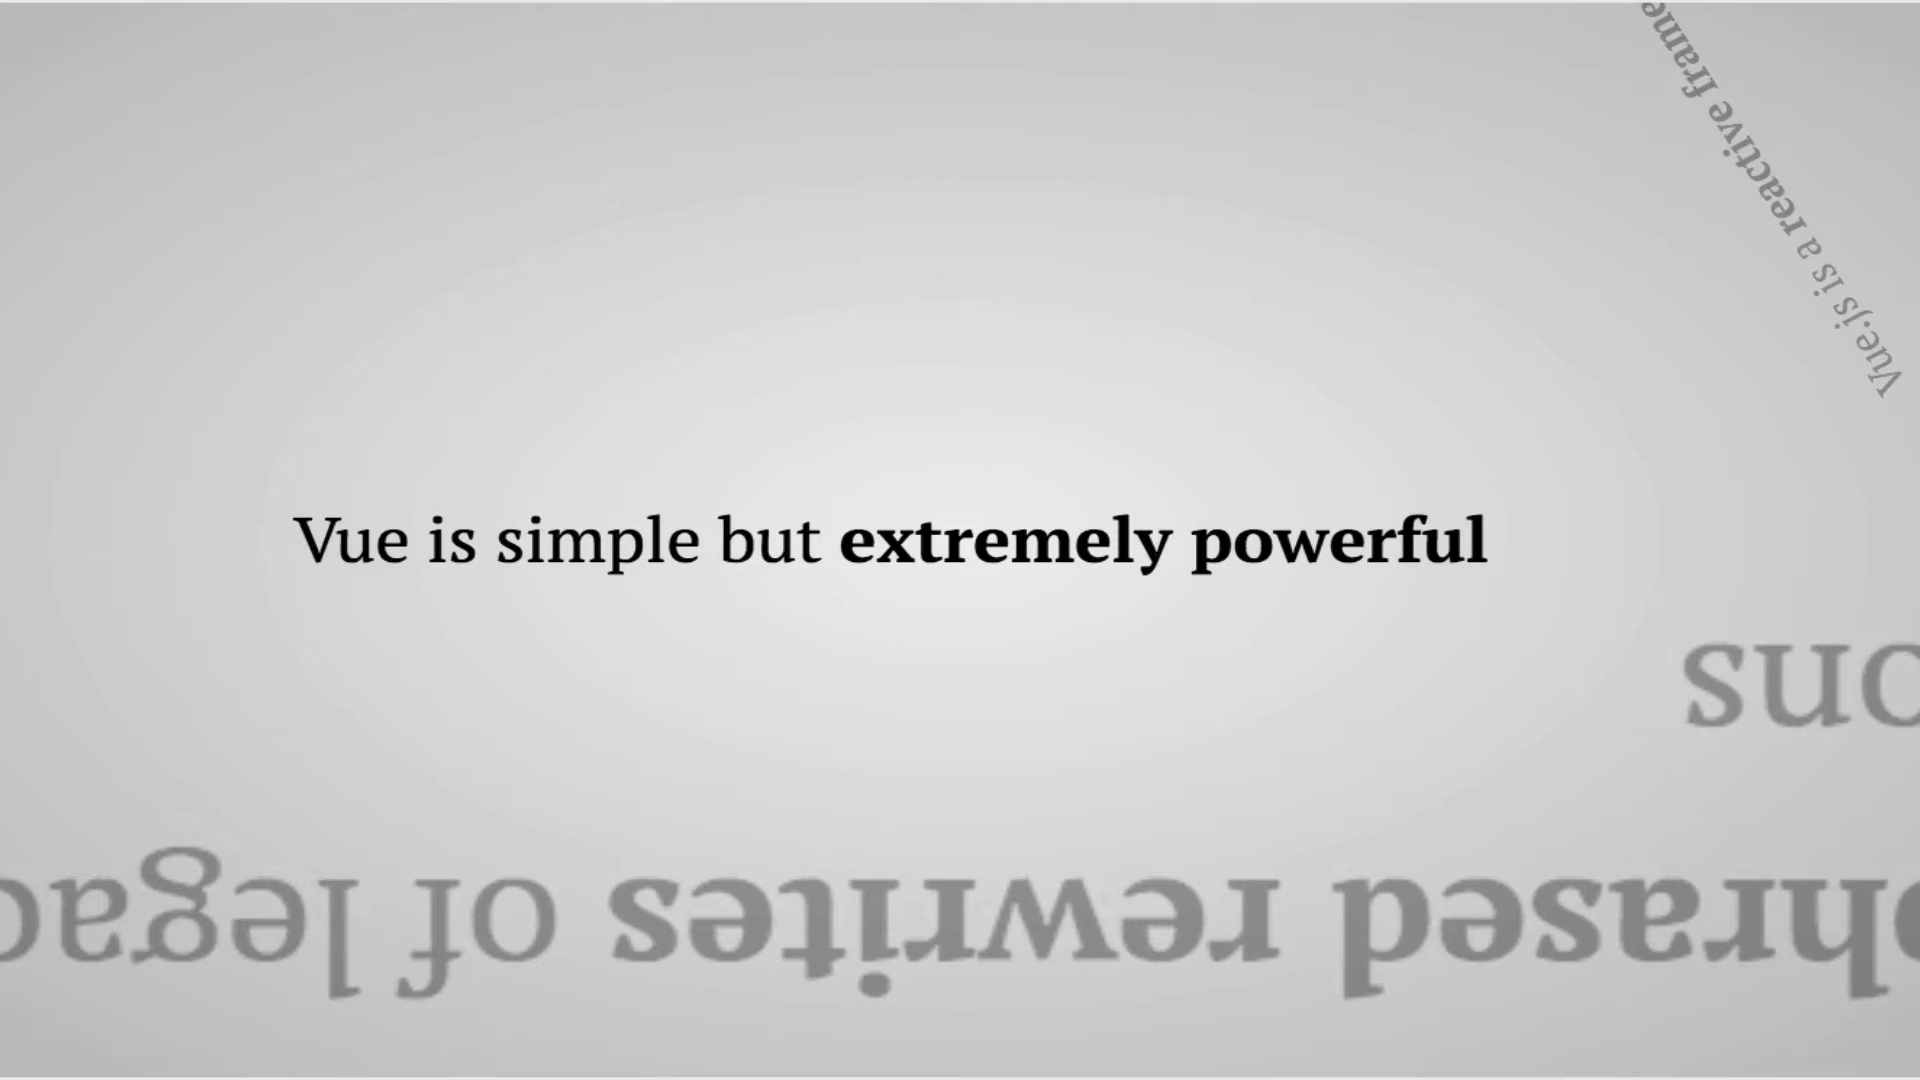 Vue.js is a reactive frame
Vue is simple but extremely powerful
ons
phrased rewrites of legac